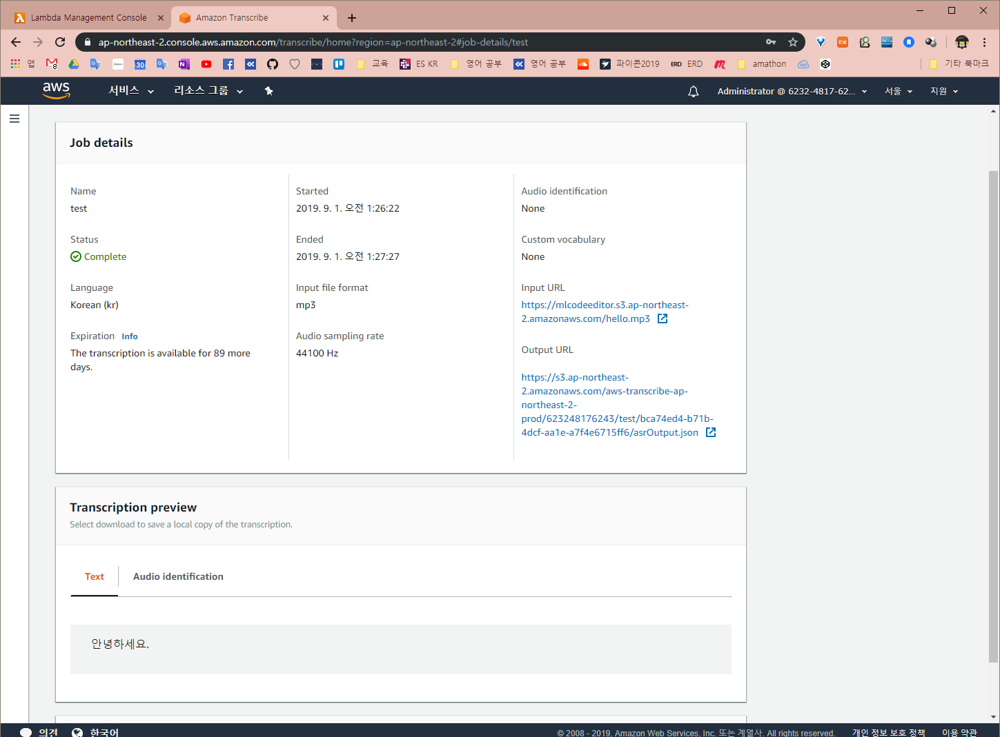 Lambda Management Console
Amazon Transcribe
ap-northeast-2.console.aws.amazon.com/transcribe/home?region=ap-northeast-2#job-details/test
앱
교육
ES KR
영어 공부
영어 공부
파이콘2019
ERD ERD
amathon
기타 북마크
aws
서비스
리소스 그룹
Administrator @ 6232-4817-62...
서울
지원
Job details
Name
test
Status
Complete
Language
Korean (kr)
Expiration Info
The transcription is available for 89 more
days.
Started
2019. 9. 1. 오전 1:26:22
Ended
2019. 9. 1. 오전 1:27:27
Input file format
mp3
Audio sampling rate
44100 Hz
Audio identification
None
Custom vocabulary
None
Input URL
https://mlcodeeditor.s3.ap-northeast-
2.amazonaws.com/hello.mp3
Output URL
https://s3.ap-northeast-
2.amazonaws.com/aws-transcribe-ap-
northeast-2-
prod/623248176243/test/bca74ed4-b71b-
4dcf-aa1e-a7f4e6715ff6/asrOutput.json
Transcription preview
Select download to save a local copy of the transcription.
Text
Audio identification
안녕하세요.
의견
한국어
© 2008 - 2019, Amazon Web Services, Inc. 또는 계열사. All rights reserved.
개인 정보 보호 정책
이용 약관